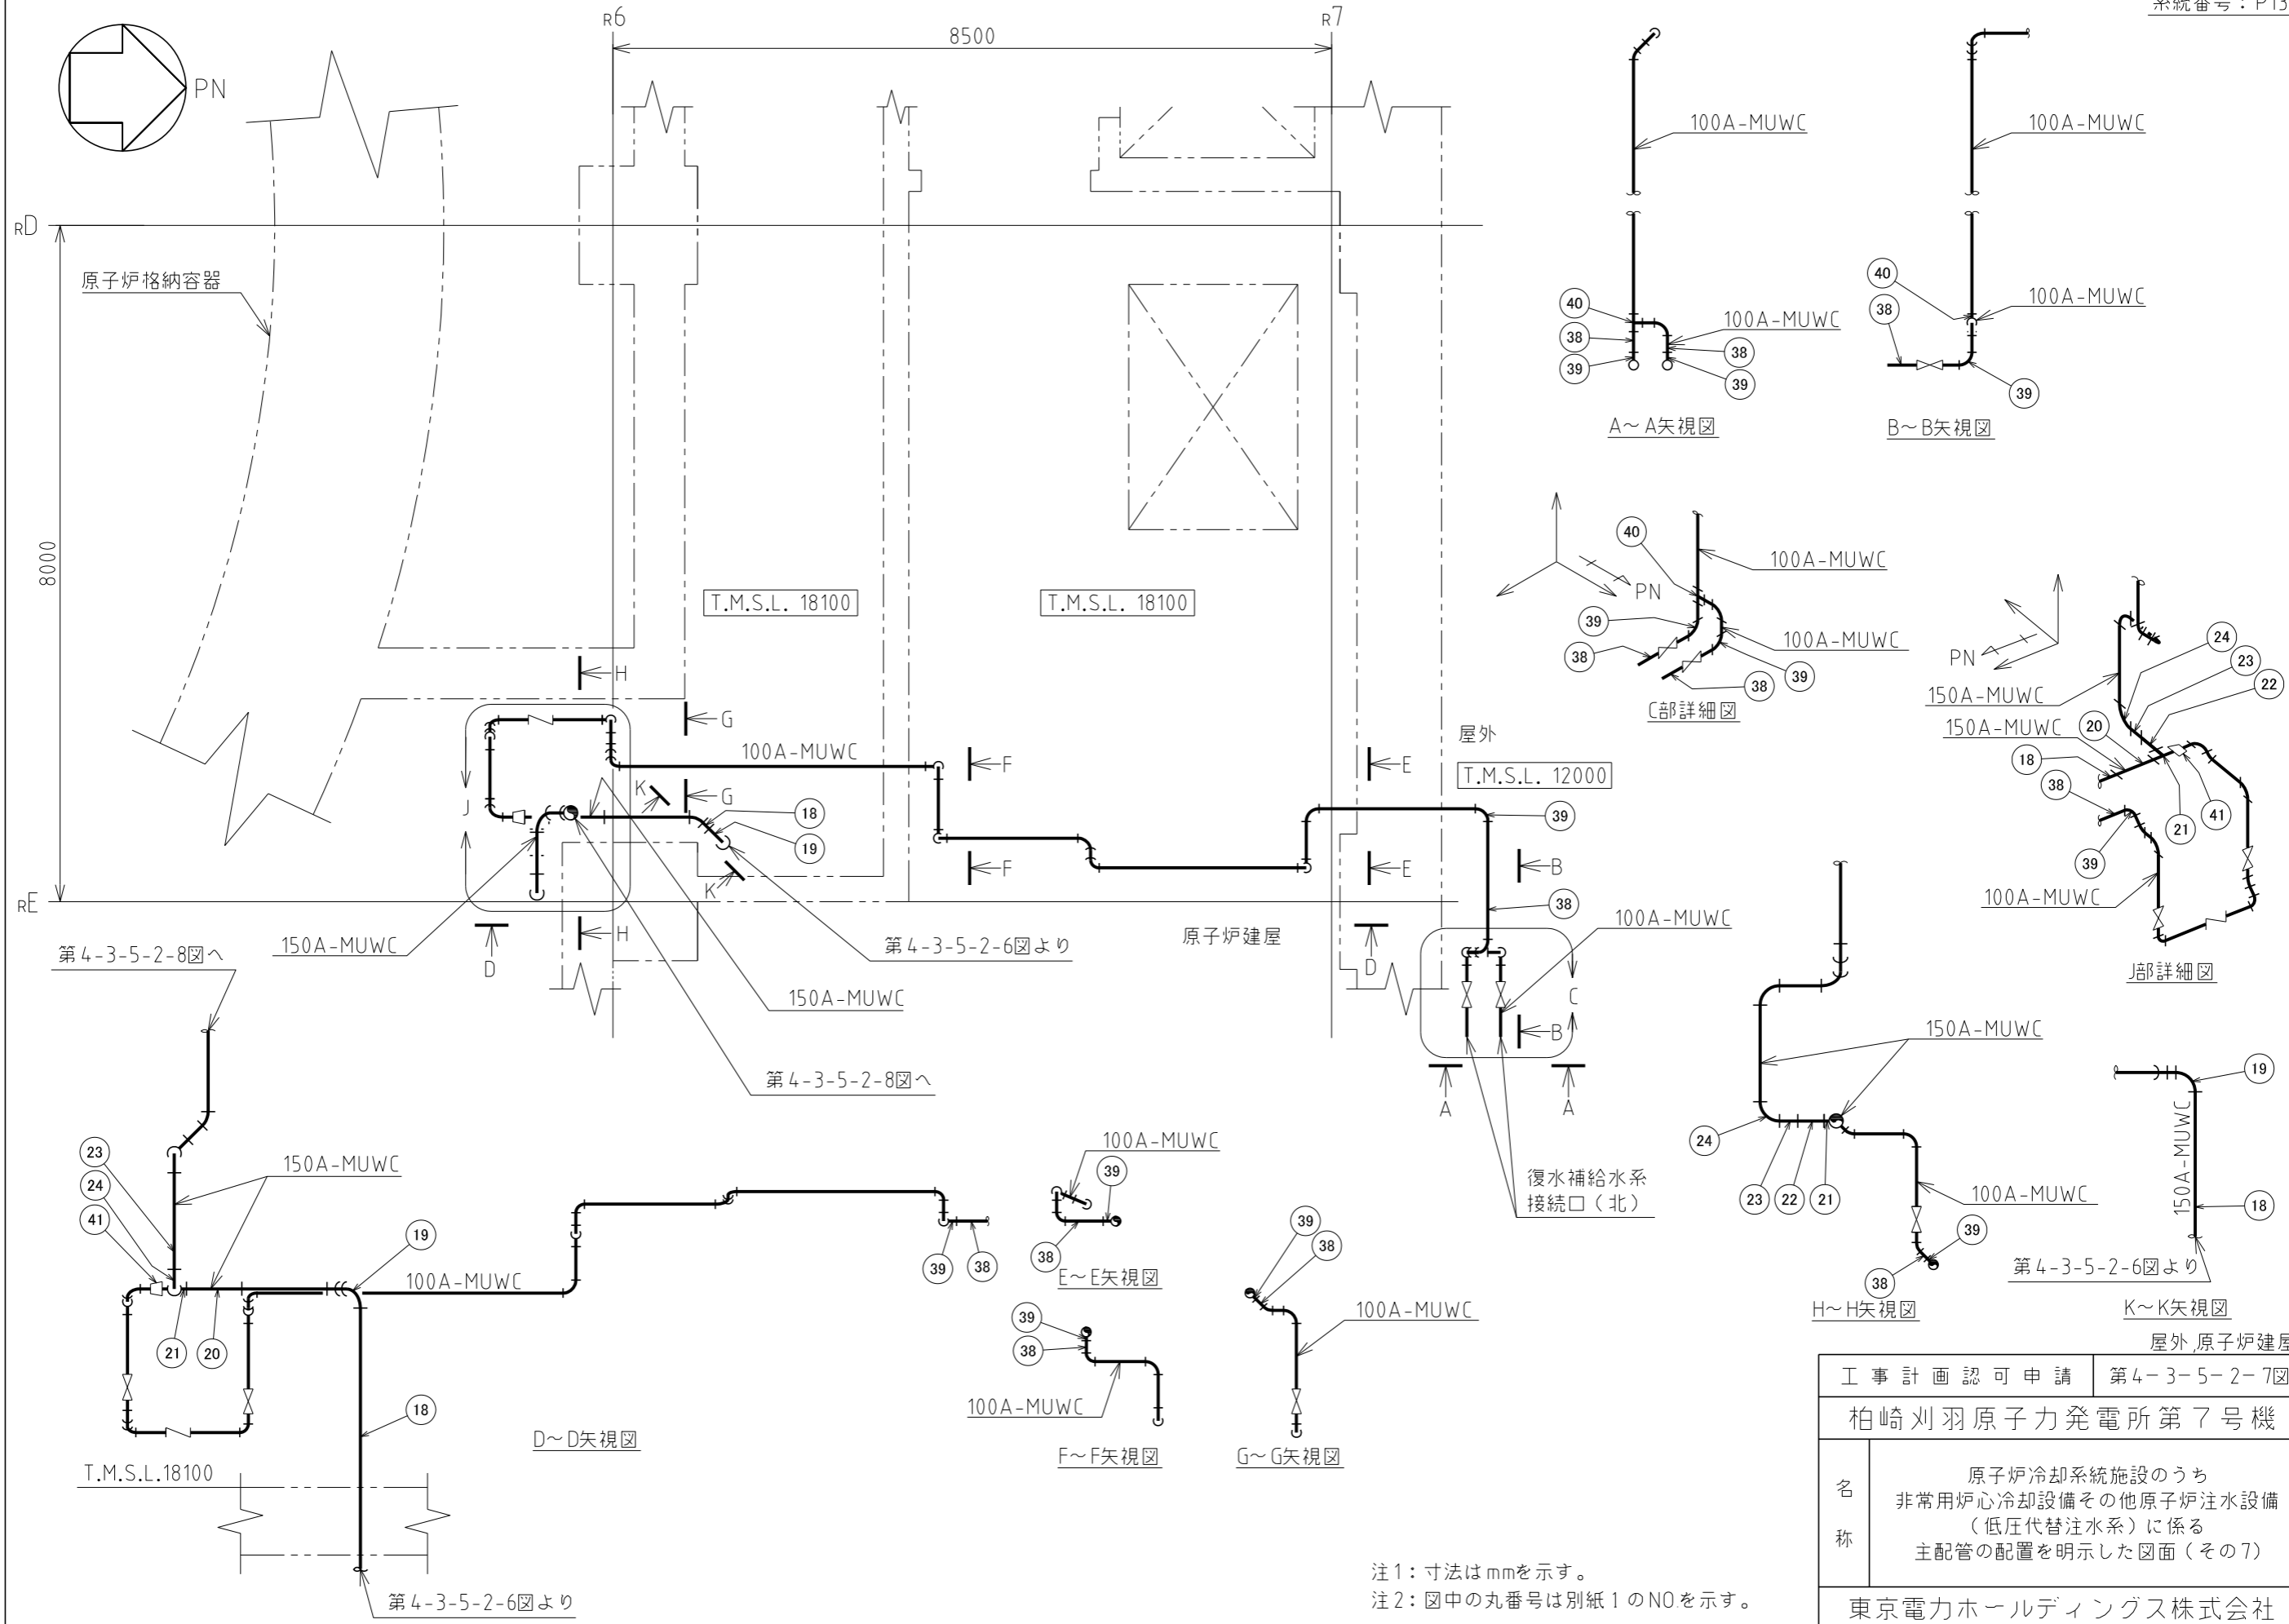 系統番号：P13
PN
R6
8500
R7
RD
原子炉格納容器
8000
RE
T.M.S.L. 18100
T.M.S.L. 18100
屋外
T.M.S.L. 12000
原子炉建屋
H
G
G
F
F
E
E
K
K
J
H
D
D
B
B
C
A
A
100A-MUWC
18
19
39
38
100A-MUWC
150A-MUWC
150A-MUWC
第4-3-5-2-6図より
第4-3-5-2-8図へ
第4-3-5-2-8図へ
復水補給水系
接続口（北）
100A-MUWC
40
38
39
100A-MUWC
38
39
A～A矢視図
100A-MUWC
40
38
100A-MUWC
39
B～B矢視図
40
100A-MUWC
PN
39
38
100A-MUWC
39
38
C部詳細図
PN
24
23
22
150A-MUWC
150A-MUWC
20
18
38
41
21
39
100A-MUWC
J部詳細図
150A-MUWC
24
23
22
21
100A-MUWC
39
38
H～H矢視図
19
150A-MUWC
18
第4-3-5-2-6図より
K～K矢視図
23
24
41
150A-MUWC
19
100A-MUWC
21
20
39
38
18
D～D矢視図
T.M.S.L.18100
第4-3-5-2-6図より
100A-MUWC
39
38
E～E矢視図
39
38
100A-MUWC
F～F矢視図
39
38
100A-MUWC
G～G矢視図
注1：寸法はmmを示す。
注2：図中の丸番号は別紙1のNO.を示す。
屋外,原子炉建屋
工事計画認可申請
第4-3-5-2-7図
柏崎刈羽原子力発電所第7号機
名称
原子炉冷却系統施設のうち
非常用炉心冷却設備その他原子炉注水設備
（低圧代替注水系）に係る
主配管の配置を明示した図面（その7）
東京電力ホールディングス株式会社